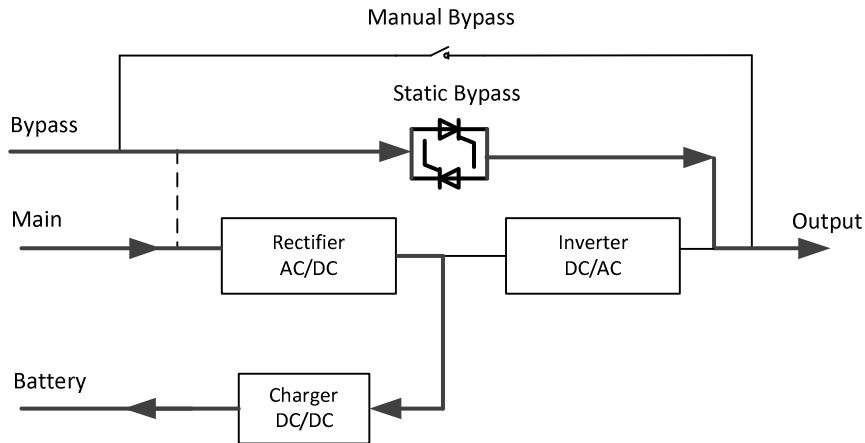 Manual Bypass
Static Bypass
Bypass
Main
Rectifier
AC/DC
Inverter
DC/AC
Output
Battery
Charger
DC/DC